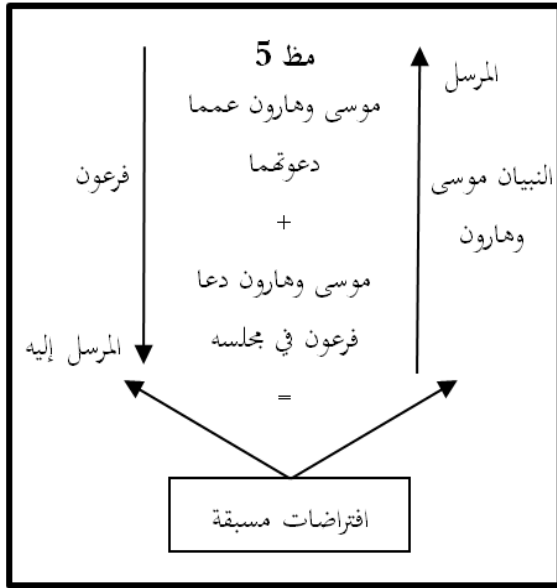 مظ 5
المرسل
موسى وهارون عمما
دعوتهما
النبيان موسى
وهارون
فرعون
+
موسى وهارون دعا
فرعون في مجلسه
المرسل إليه
=
افتراضات مسبقة